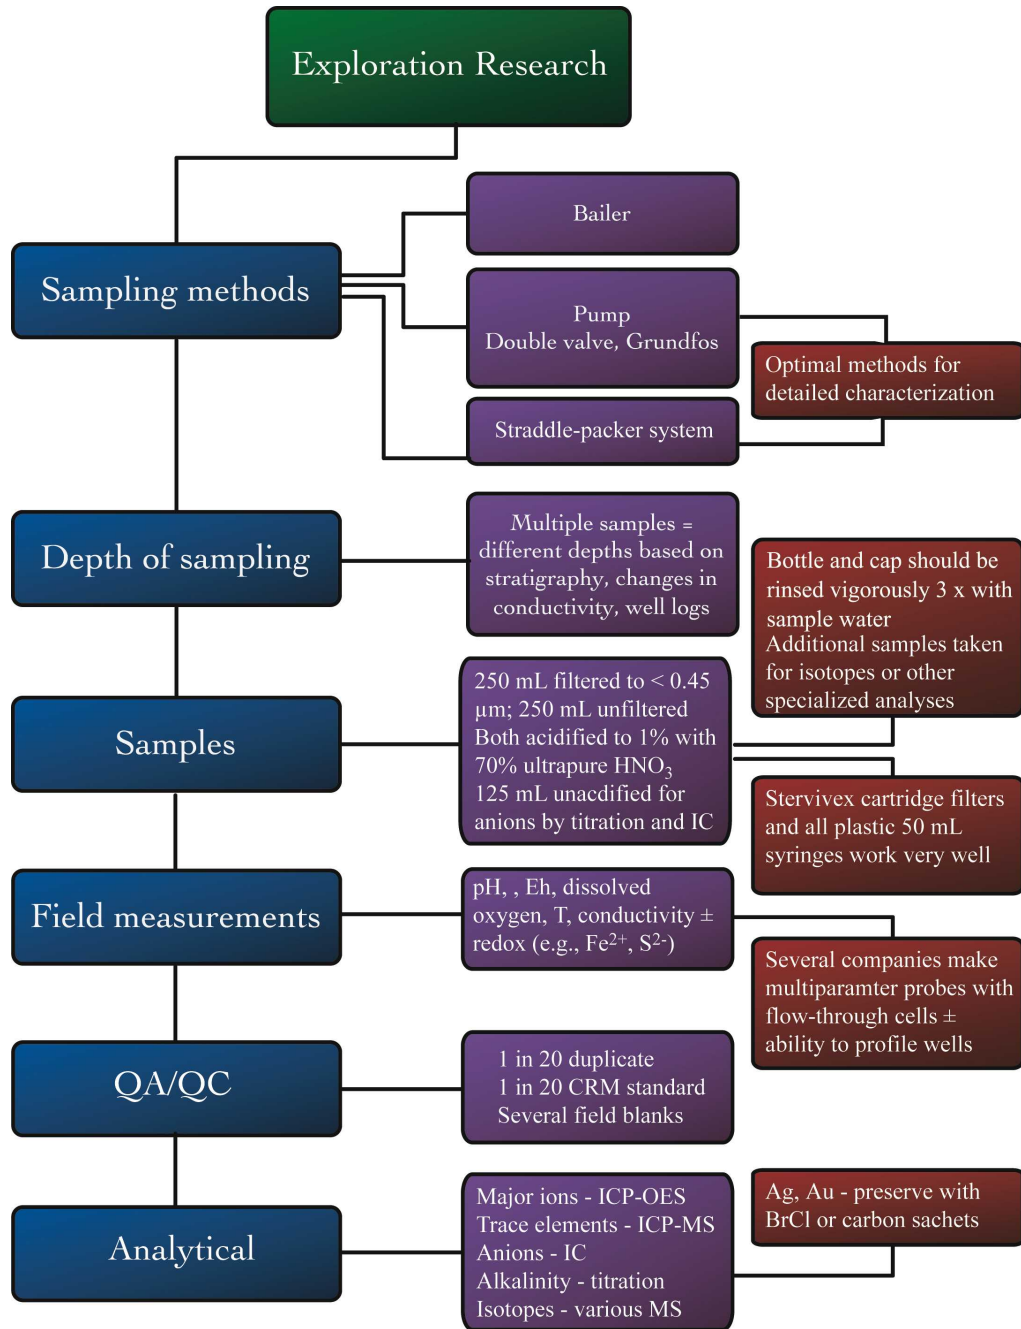 Exploration Research
Sampling methods
Bailer
Pump
Double valve, Grundfos
Straddle-packer system
Optimal methods for
detailed characterization
Depth of sampling
Multiple samples =
different depths based on
stratigraphy, changes in
conductivity, well logs
Samples
250 mL filtered to < 0.45
µm; 250 mL unfiltered
Both acidified to 1% with
70% ultrapure HNO₃
125 mL unacdified for
anions by titration and IC
Bottle and cap should be
rinsed vigorously 3 x with
sample water
Additional samples taken
for isotopes or other
specialized analyses
Stervivex cartridge filters
and all plastic 50 mL
syringes work very well
Field measurements
pH, , Eh, dissolved
oxygen, T, conductivity ±
redox (e.g., Fe²⁺, S²⁻)
Several companies make
multiparamter probes with
flow-through cells ±
ability to profile wells
QA/QC
1 in 20 duplicate
1 in 20 CRM standard
Several field blanks
Analytical
Major ions - ICP-OES
Trace elements - ICP-MS
Anions - IC
Alkalinity - titration
Isotopes - various MS
Ag, Au - preserve with
BrCl or carbon sachets